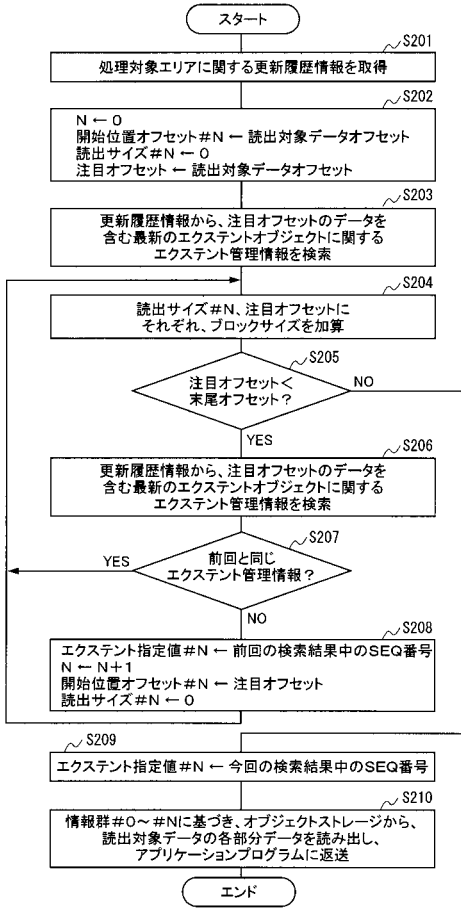 スタート
S201
処理対象エリアに関する更新履歴情報を取得
S202
N ← 0
開始位置オフセット#N ← 読出対象データオフセット
読出サイズ#N ← 0
注目オフセット ← 読出対象データオフセット
S203
更新履歴情報から、注目オフセットのデータを
含む最新のエクステントオブジェクトに関する
エクステント管理情報を検索
S204
読出サイズ#N、注目オフセットに
それぞれ、ブロックサイズを加算
S205
注目オフセット<
末尾オフセット?
NO
YES
S206
更新履歴情報から、注目オフセットのデータを
含む最新のエクステントオブジェクトに関する
エクステント管理情報を検索
S207
前回と同じ
エクステント管理情報?
YES
NO
S208
エクステント指定値#N ← 前回の検索結果中のSEQ番号
N ← N+1
開始位置オフセット#N ← 注目オフセット
読出サイズ#N ← 0
S209
エクステント指定値#N ← 今回の検索結果中のSEQ番号
S210
情報群#0~#Nに基づき、オブジェクトストレージから、
読出対象データの各部分データを読み出し、
アプリケーションプログラムに返送
エンド